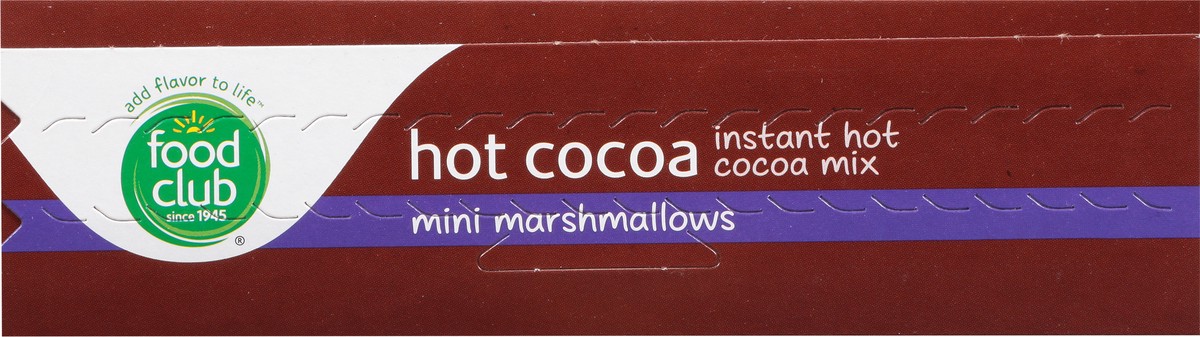 add flavor to life™
food
club
since 1945
®
hot cocoa
instant hot
cocoa mix
mini marshmallows